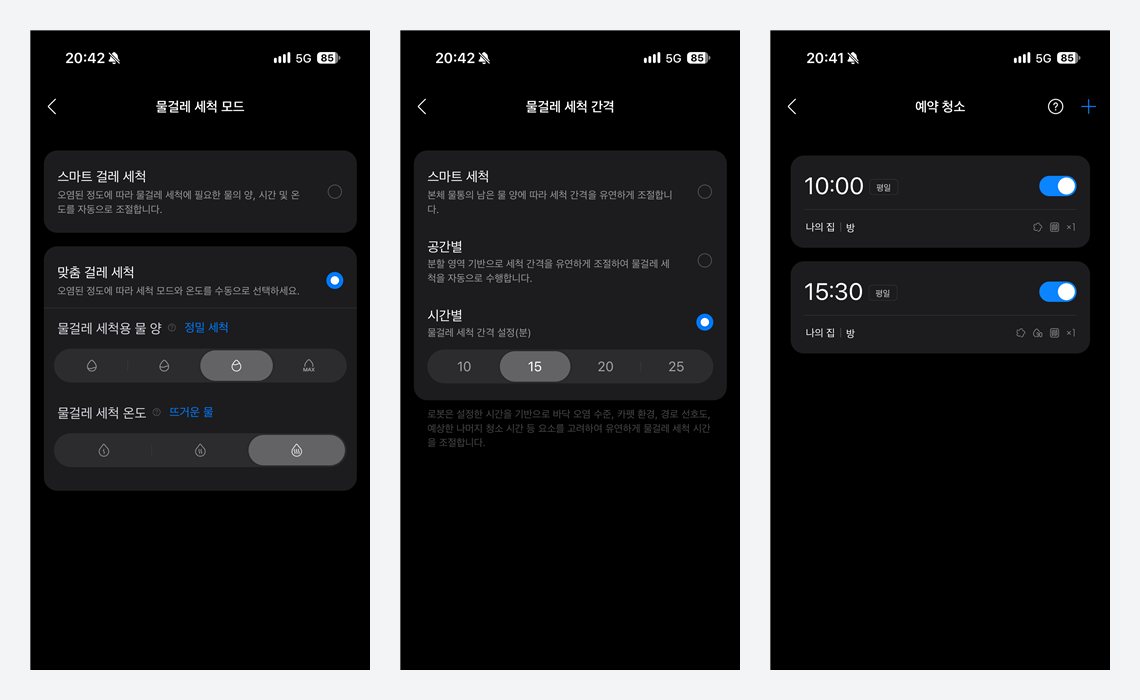 20:42 5G 85
물걸레 세척 모드
스마트 걸레 세척
오염된 정도에 따라 물걸레 세척에 필요한 물의 양, 시간 및 온
도를 자동으로 조절합니다.
맞춤 걸레 세척
오염된 정도에 따라 세척 모드와 온도를 수동으로 선택하세요.
물걸레 세척용 물 양 ? 정밀 세척
MAX
물걸레 세척 온도 ? 뜨거운 물
20:42 5G 85
물걸레 세척 간격
스마트 세척
본체 물통의 남은 물 양에 따라 세척 간격을 유연하게 조절합니
다.
공간별
분할 영역 기반으로 세척 간격을 유연하게 조절하여 물걸레 세
척을 자동으로 수행합니다.
시간별
물걸레 세척 간격 설정(분)
10 15 20 25
로봇은 설정한 시간을 기반으로 바닥 오염 수준, 카펫 환경, 경로 선호도,
예상한 나머지 청소 시간 등 요소를 고려하여 유연하게 물걸레 세척 시간
을 조절합니다.
20:41 5G 85
예약 청소 ? +
10:00 평일
나의 집 | 방 ×1
15:30 평일
나의 집 | 방 ×1